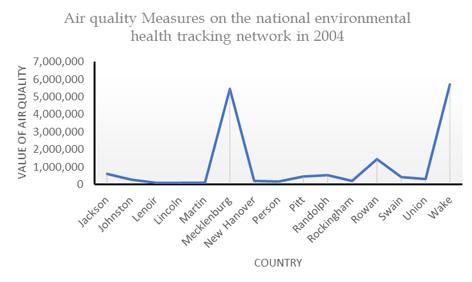 Air quality Measures on the national environmental
health tracking network in 2004
VALUE OF AIR QUALITY
7,000,000
6,000,000
5,000,000
4,000,000
3,000,000
2,000,000
1,000,000
0
Jackson
Johnston
Lenoir
Lincoln
Martin
Mecklenburg
New Hanover
Person
Pitt
Randolph
Rockingham
Rowan
Swain
Union
Wake
COUNTRY